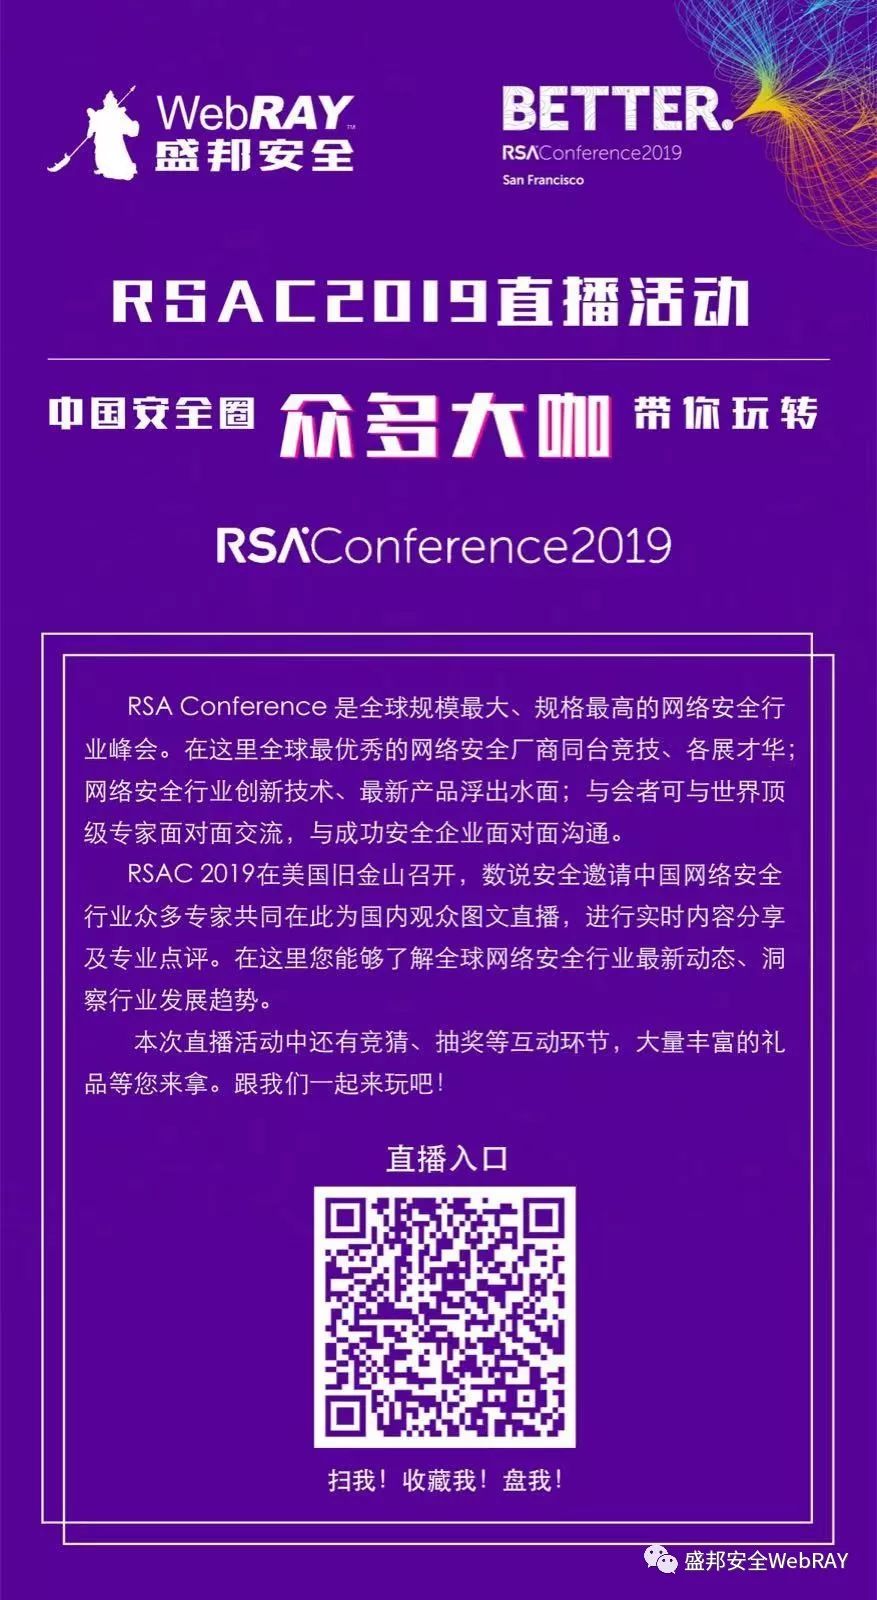 WebRAY TM
盛邦安全
BETTER.
RSAConference2019
San Francisco
RSAC2019直播活动
中国安全圈 众多大咖 带你玩转
RSAConference2019
RSA Conference 是全球规模最大、规格最高的网络安全行
业峰会。在这里全球最优秀的网络安全厂商同台竞技、各展才华；
网络安全行业创新技术、最新产品浮出水面；与会者可与世界顶
级专家面对面交流，与成功安全企业面对面沟通。
RSAC 2019在美国旧金山召开，数说安全邀请中国网络安全
行业众多专家共同在此为国内观众图文直播，进行实时内容分享
及专业点评。在这里您能够了解全球网络安全行业最新动态、洞
察行业发展趋势。
本次直播活动中还有竞猜、抽奖等互动环节，大量丰富的礼
品等您来拿。跟我们一起来玩吧！
直播入口
扫我！收藏我！盘我！
盛邦安全WebRAY